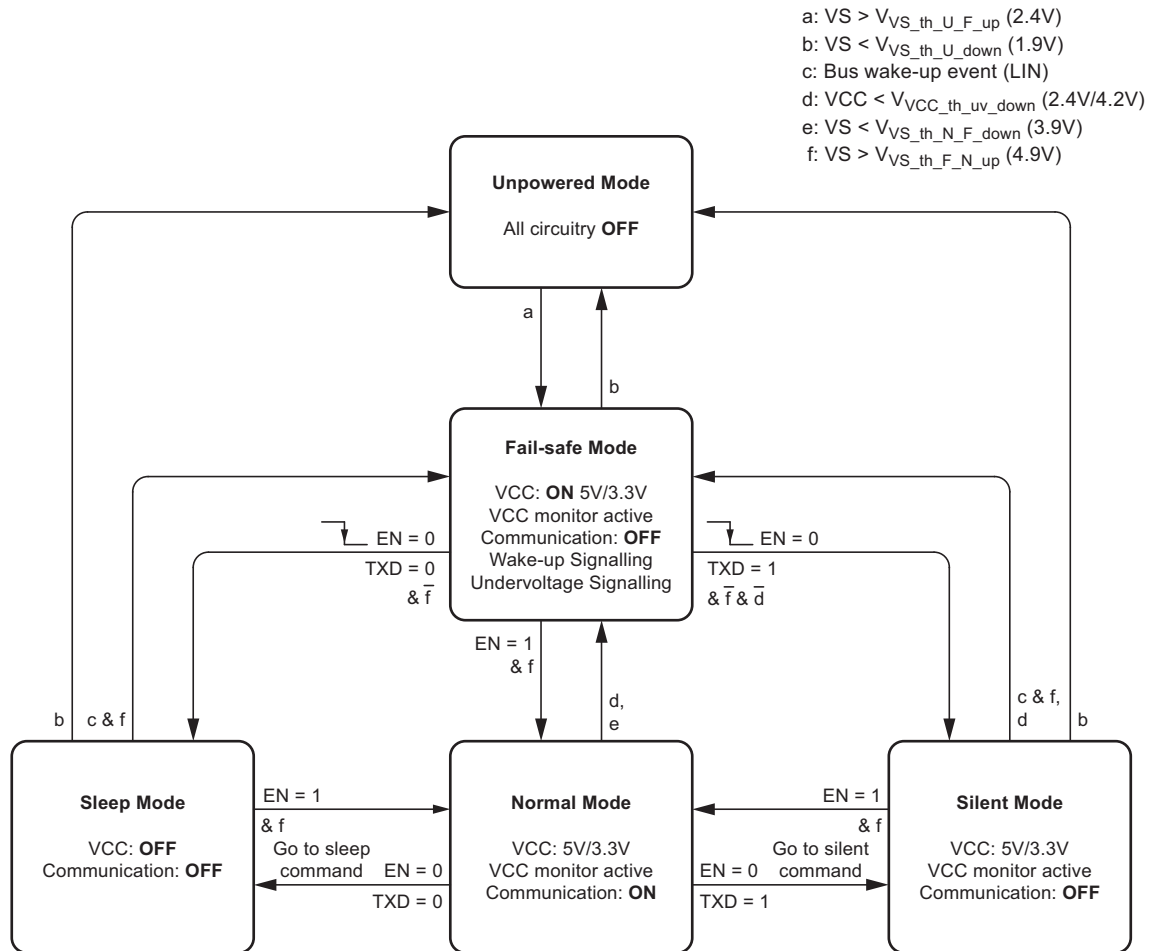 a: VS > VVS_th_U_F_up (2.4V)
b: VS < VVS_th_U_down (1.9V)
c: Bus wake-up event (LIN)
d: VCC < VVCC_th_uv_down (2.4V/4.2V)
e: VS < VVS_th_N_F_down (3.9V)
f: VS > VVS_th_F_N_up (4.9V)
Unpowered Mode
All circuitry OFF
a
b
Fail-safe Mode
VCC: ON 5V/3.3V
VCC monitor active
Communication: OFF
Wake-up Signalling
Undervoltage Signalling
EN = 0
TXD = 0
& f̅
EN = 0
TXD = 1
& f̅ & d̅
EN = 1
& f
d,
e
b
c & f
c & f,
d
b
Sleep Mode
VCC: OFF
Communication: OFF
EN = 1
& f
Go to sleep
command
EN = 0
TXD = 0
Normal Mode
VCC: 5V/3.3V
VCC monitor active
Communication: ON
EN = 1
& f
Go to silent
command
EN = 0
TXD = 1
Silent Mode
VCC: 5V/3.3V
VCC monitor active
Communication: OFF